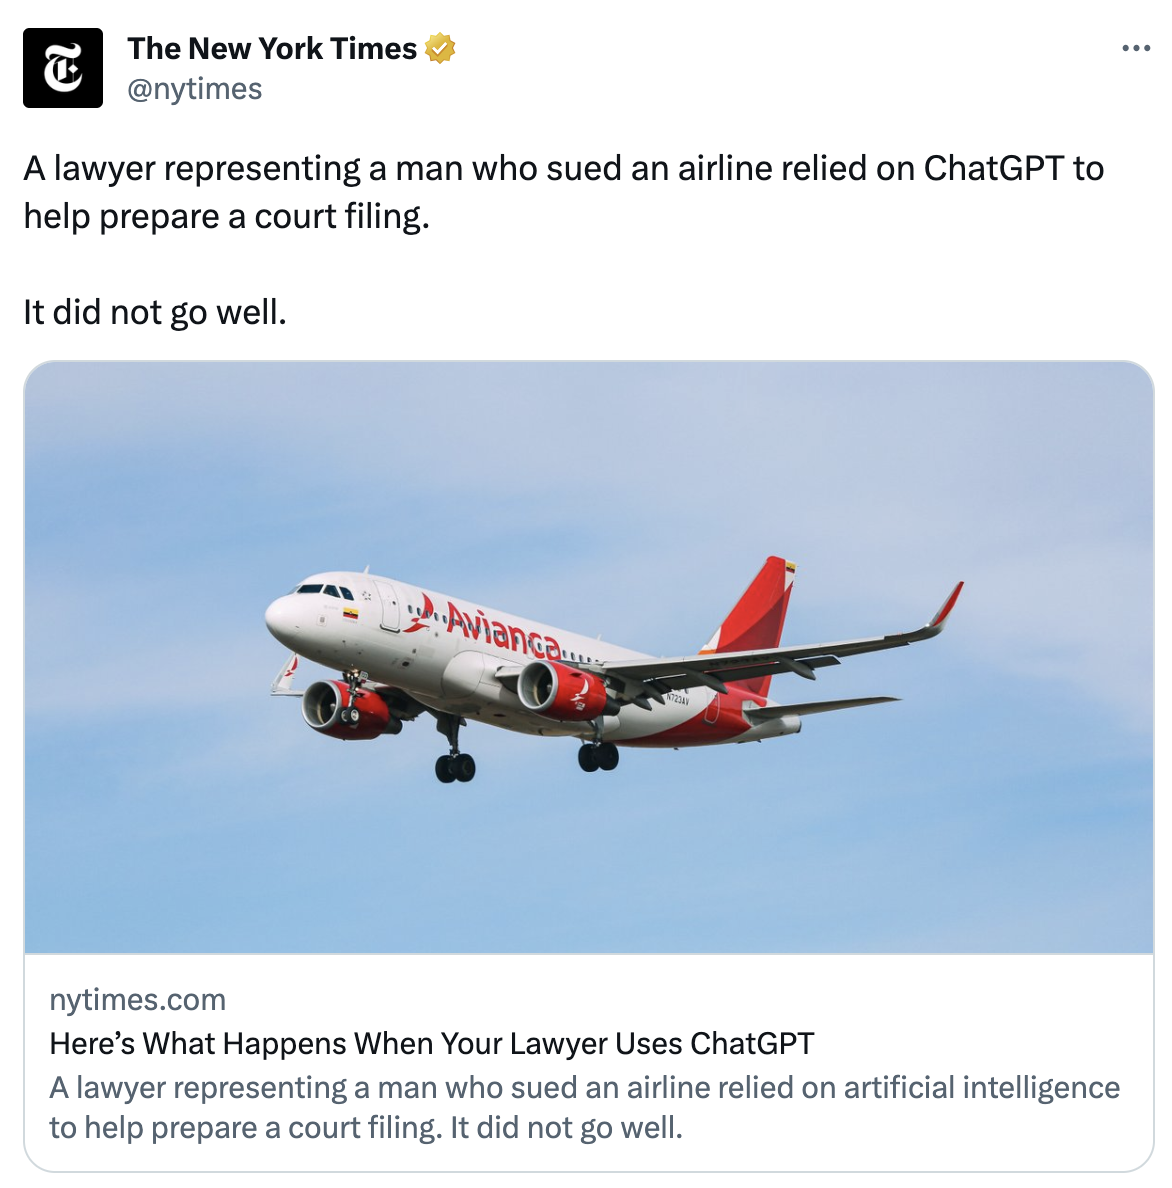 The New York Times
@nytimes
A lawyer representing a man who sued an airline relied on ChatGPT to
help prepare a court filing.
It did not go well.
Avianca
N723AV
nytimes.com
Here’s What Happens When Your Lawyer Uses ChatGPT
A lawyer representing a man who sued an airline relied on artificial intelligence
to help prepare a court filing. It did not go well.